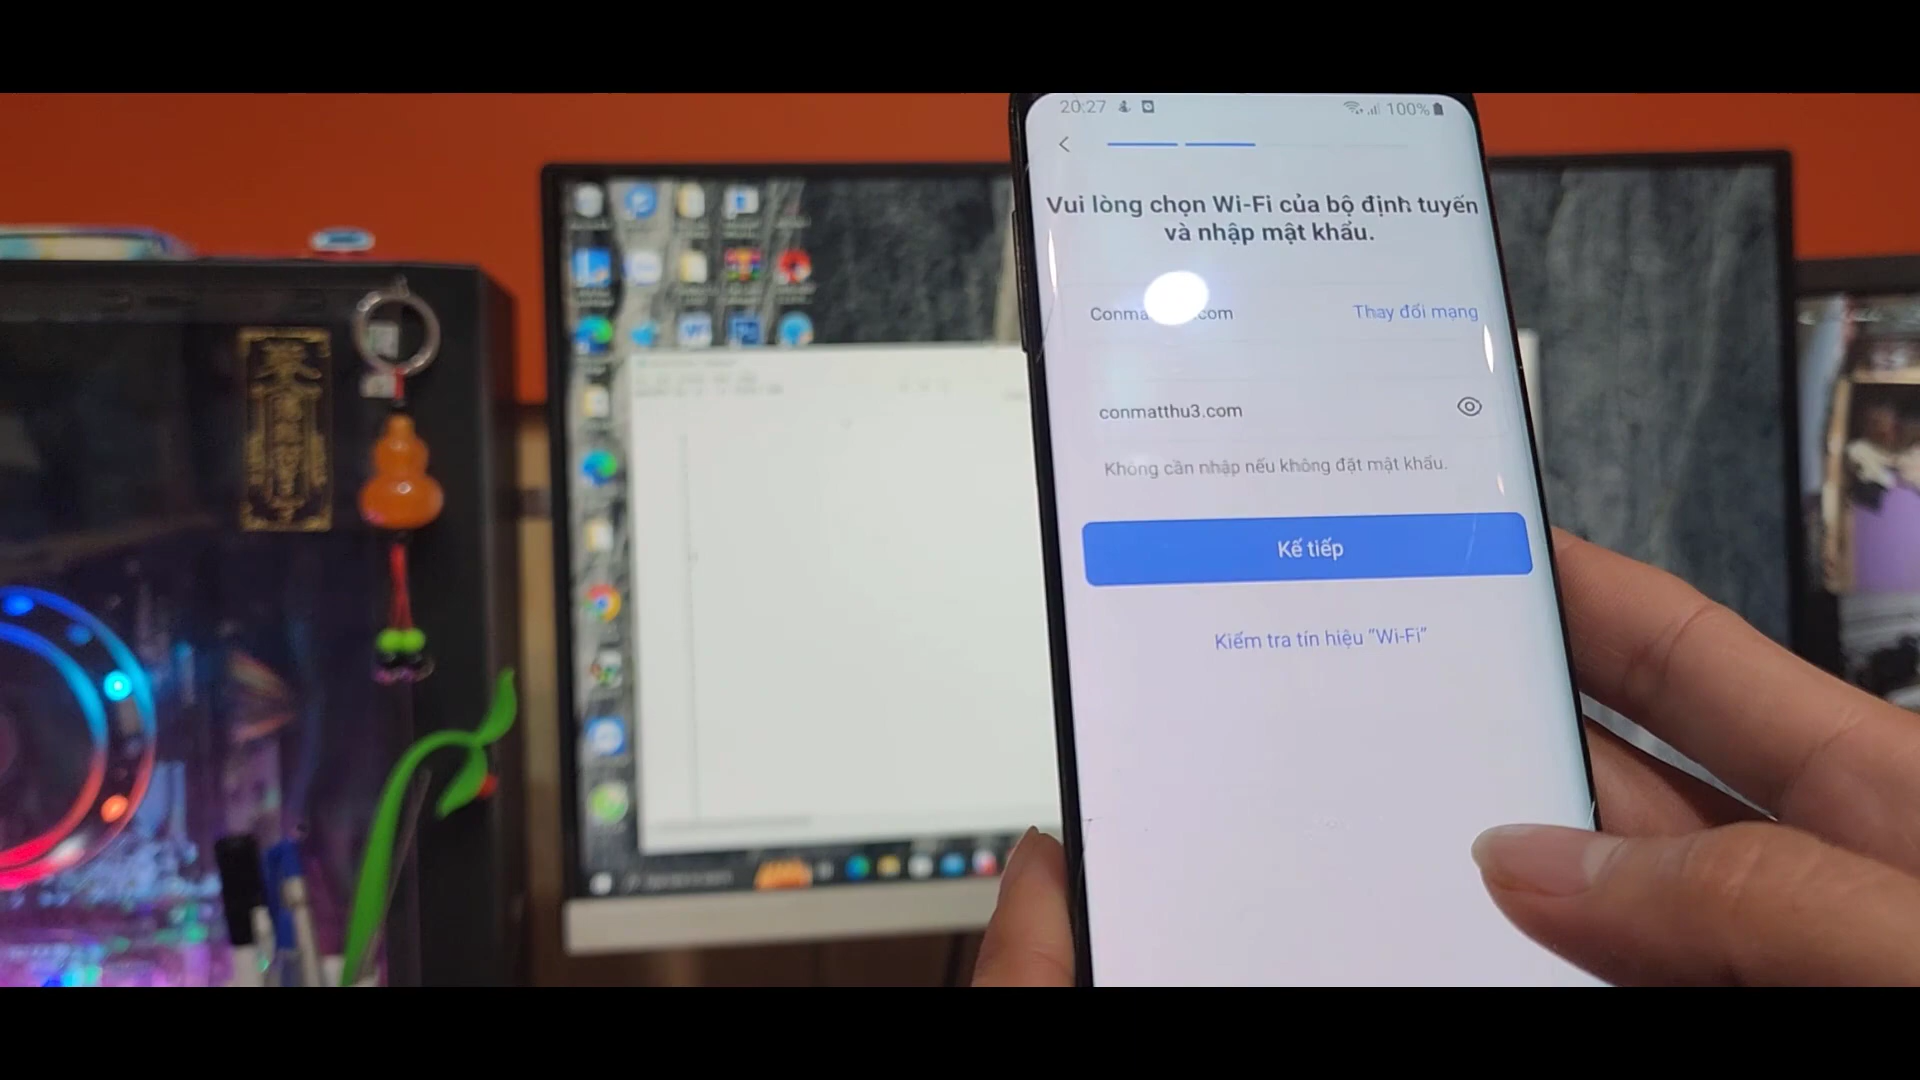 20:27
100%
Vui lòng chọn Wi-Fi của bộ định tuyến
và nhập mật khẩu.
Thay đổi mạng
conmatthu3.com
Không cần nhập nếu không đặt mật khẩu.
Kế tiếp
Kiểm tra tín hiệu "Wi-Fi"